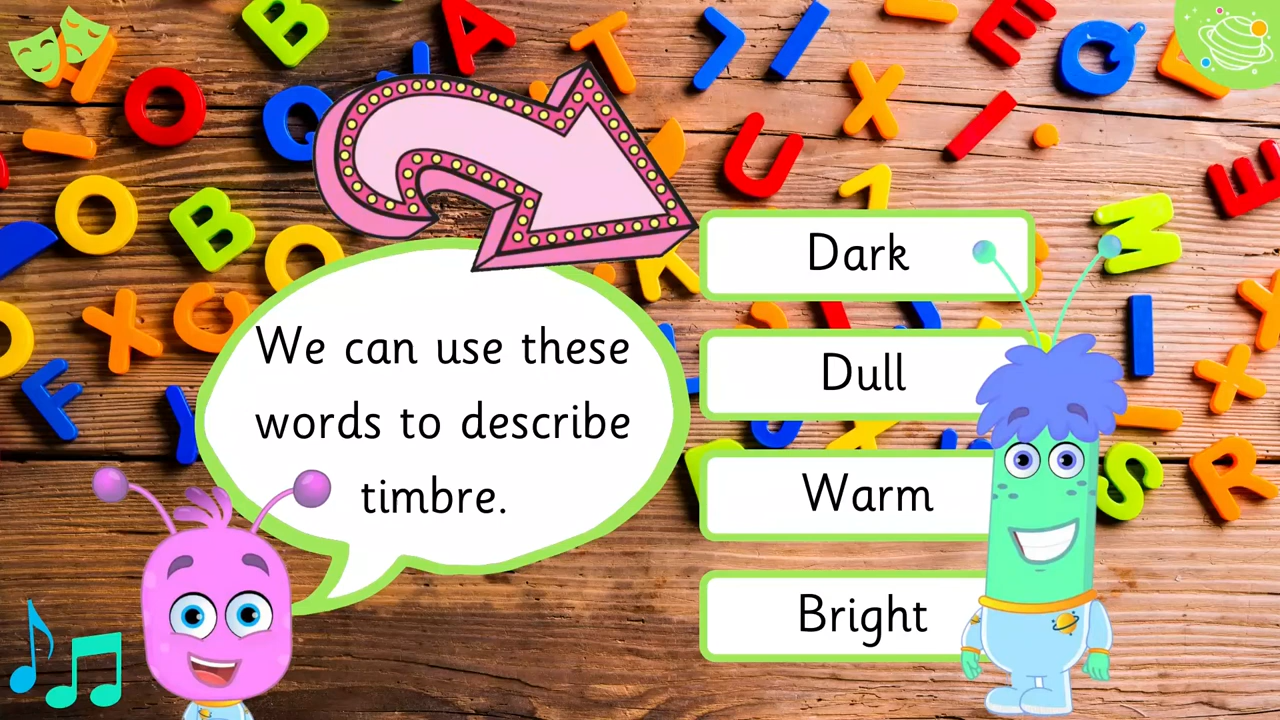 We can use these
words to describe
timbre.
Dark
Dull
Warm
Bright